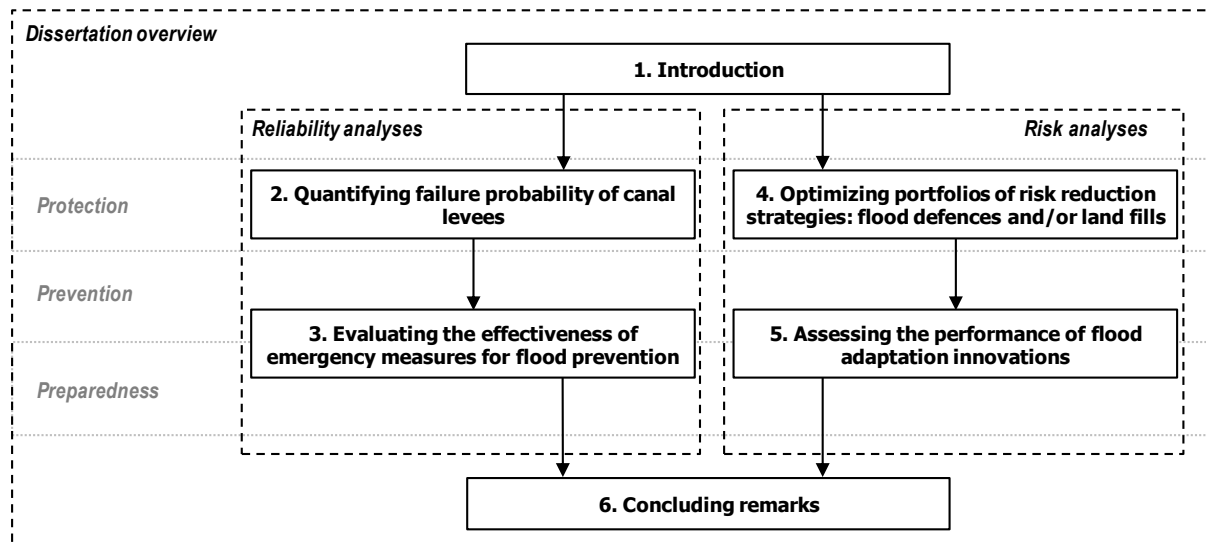 Dissertation overview
1. Introduction
Reliability analyses
Risk analyses
Protection
2. Quantifying failure probability of canal
levees
4. Optimizing portfolios of risk reduction
strategies: flood defences and/or land fills
Prevention
3. Evaluating the effectiveness of
emergency measures for flood prevention
5. Assessing the performance of flood
adaptation innovations
Preparedness
6. Concluding remarks